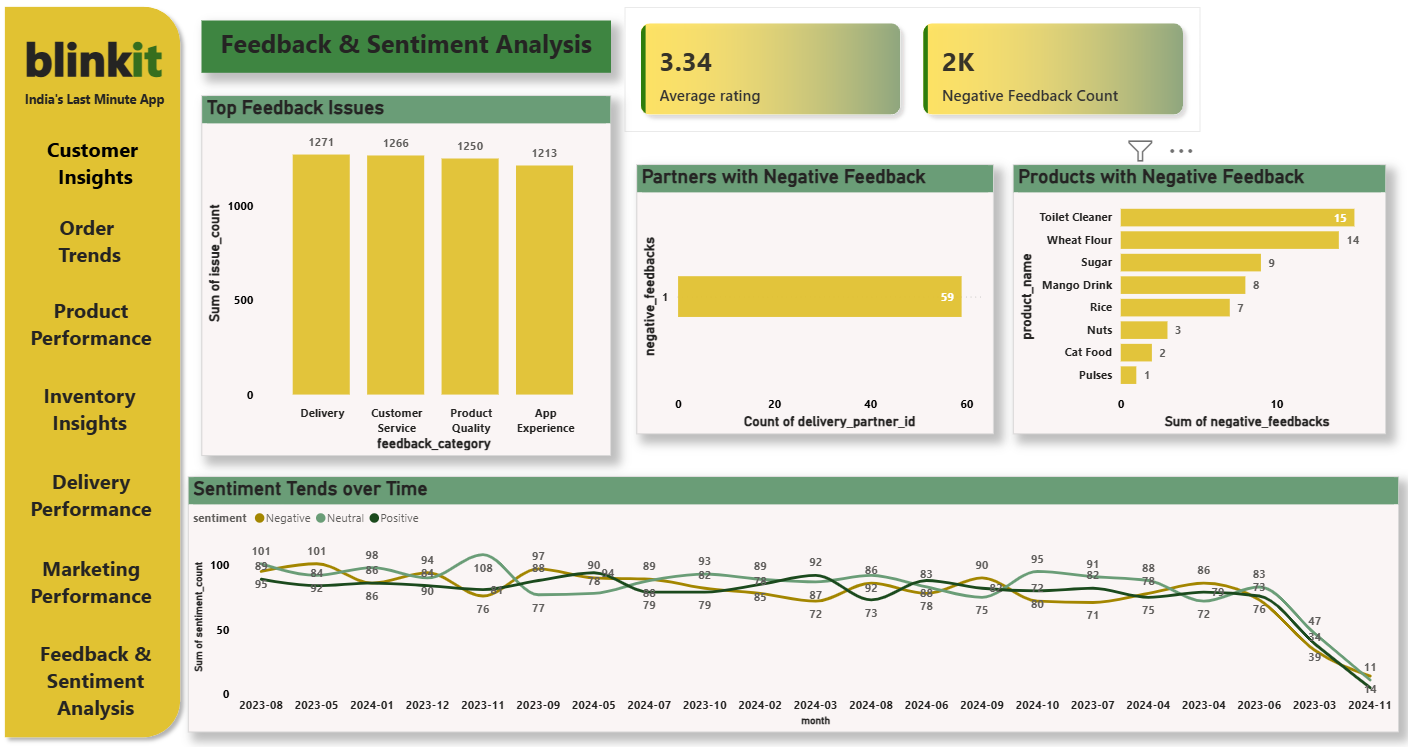 blinkit
India's Last Minute App
Customer
Insights
Order
Trends
Product
Performance
Inventory
Insights
Delivery
Performance
Marketing
Performance
Feedback &
Sentiment
Analysis
Feedback & Sentiment Analysis
3.34
Average rating
2K
Negative Feedback Count
Top Feedback Issues
Sum of issue_count
1000
500
0
1271
1266
1250
1213
Delivery
Customer
Service
Product
Quality
App
Experience
feedback_category
Partners with Negative Feedback
negative_feedbacks
1
59
0 20 40 60
Count of delivery_partner_id
Products with Negative Feedback
product_name
Toilet Cleaner 15
Wheat Flour 14
Sugar 9
Mango Drink 8
Rice 7
Nuts 3
Cat Food 2
Pulses 1
0 10
Sum of negative_feedbacks
Sentiment Tends over Time
sentiment Negative Neutral Positive
Sum of sentiment_count
100
50
0
101 101 98 94 108 97 90 89 93 89 92 86 83 90 95 91 88 86 83 47 11
89 84 86 84 88 94 82 78 87 92 72 82 78 79 73 34
95 92 86 90 76 77 78 79 79 85 72 73 78 75 80 71 75 72 76 39 14
2023-08 2023-05 2024-01 2023-12 2023-11 2023-09 2024-05 2024-07 2023-10 2024-02 2024-03 2024-08 2024-06 2024-09 2024-10 2023-07 2024-04 2023-04 2023-06 2023-03 2024-11
month